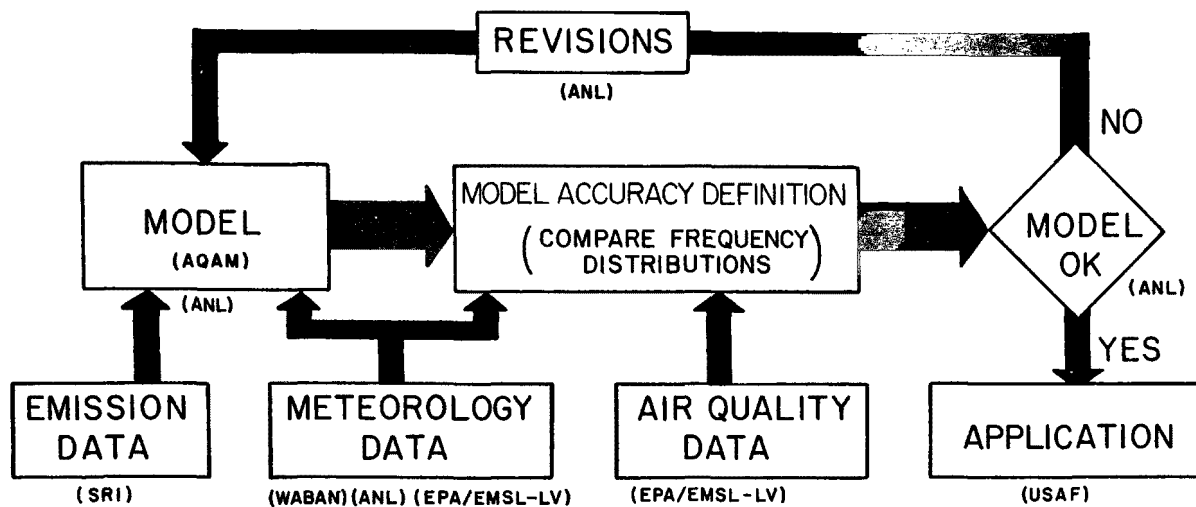 REVISIONS
(ANL)
NO
MODEL
(AQAM)
(ANL)
MODEL ACCURACY DEFINITION
(COMPARE FREQUENCY
DISTRIBUTIONS)
MODEL
OK
(ANL)
YES
EMISSION
DATA
(SRI)
METEOROLOGY
DATA
(WABAN) (ANL) (EPA/EMSL-LV)
AIR QUALITY
DATA
(EPA/EMSL-LV)
APPLICATION
(USAF)